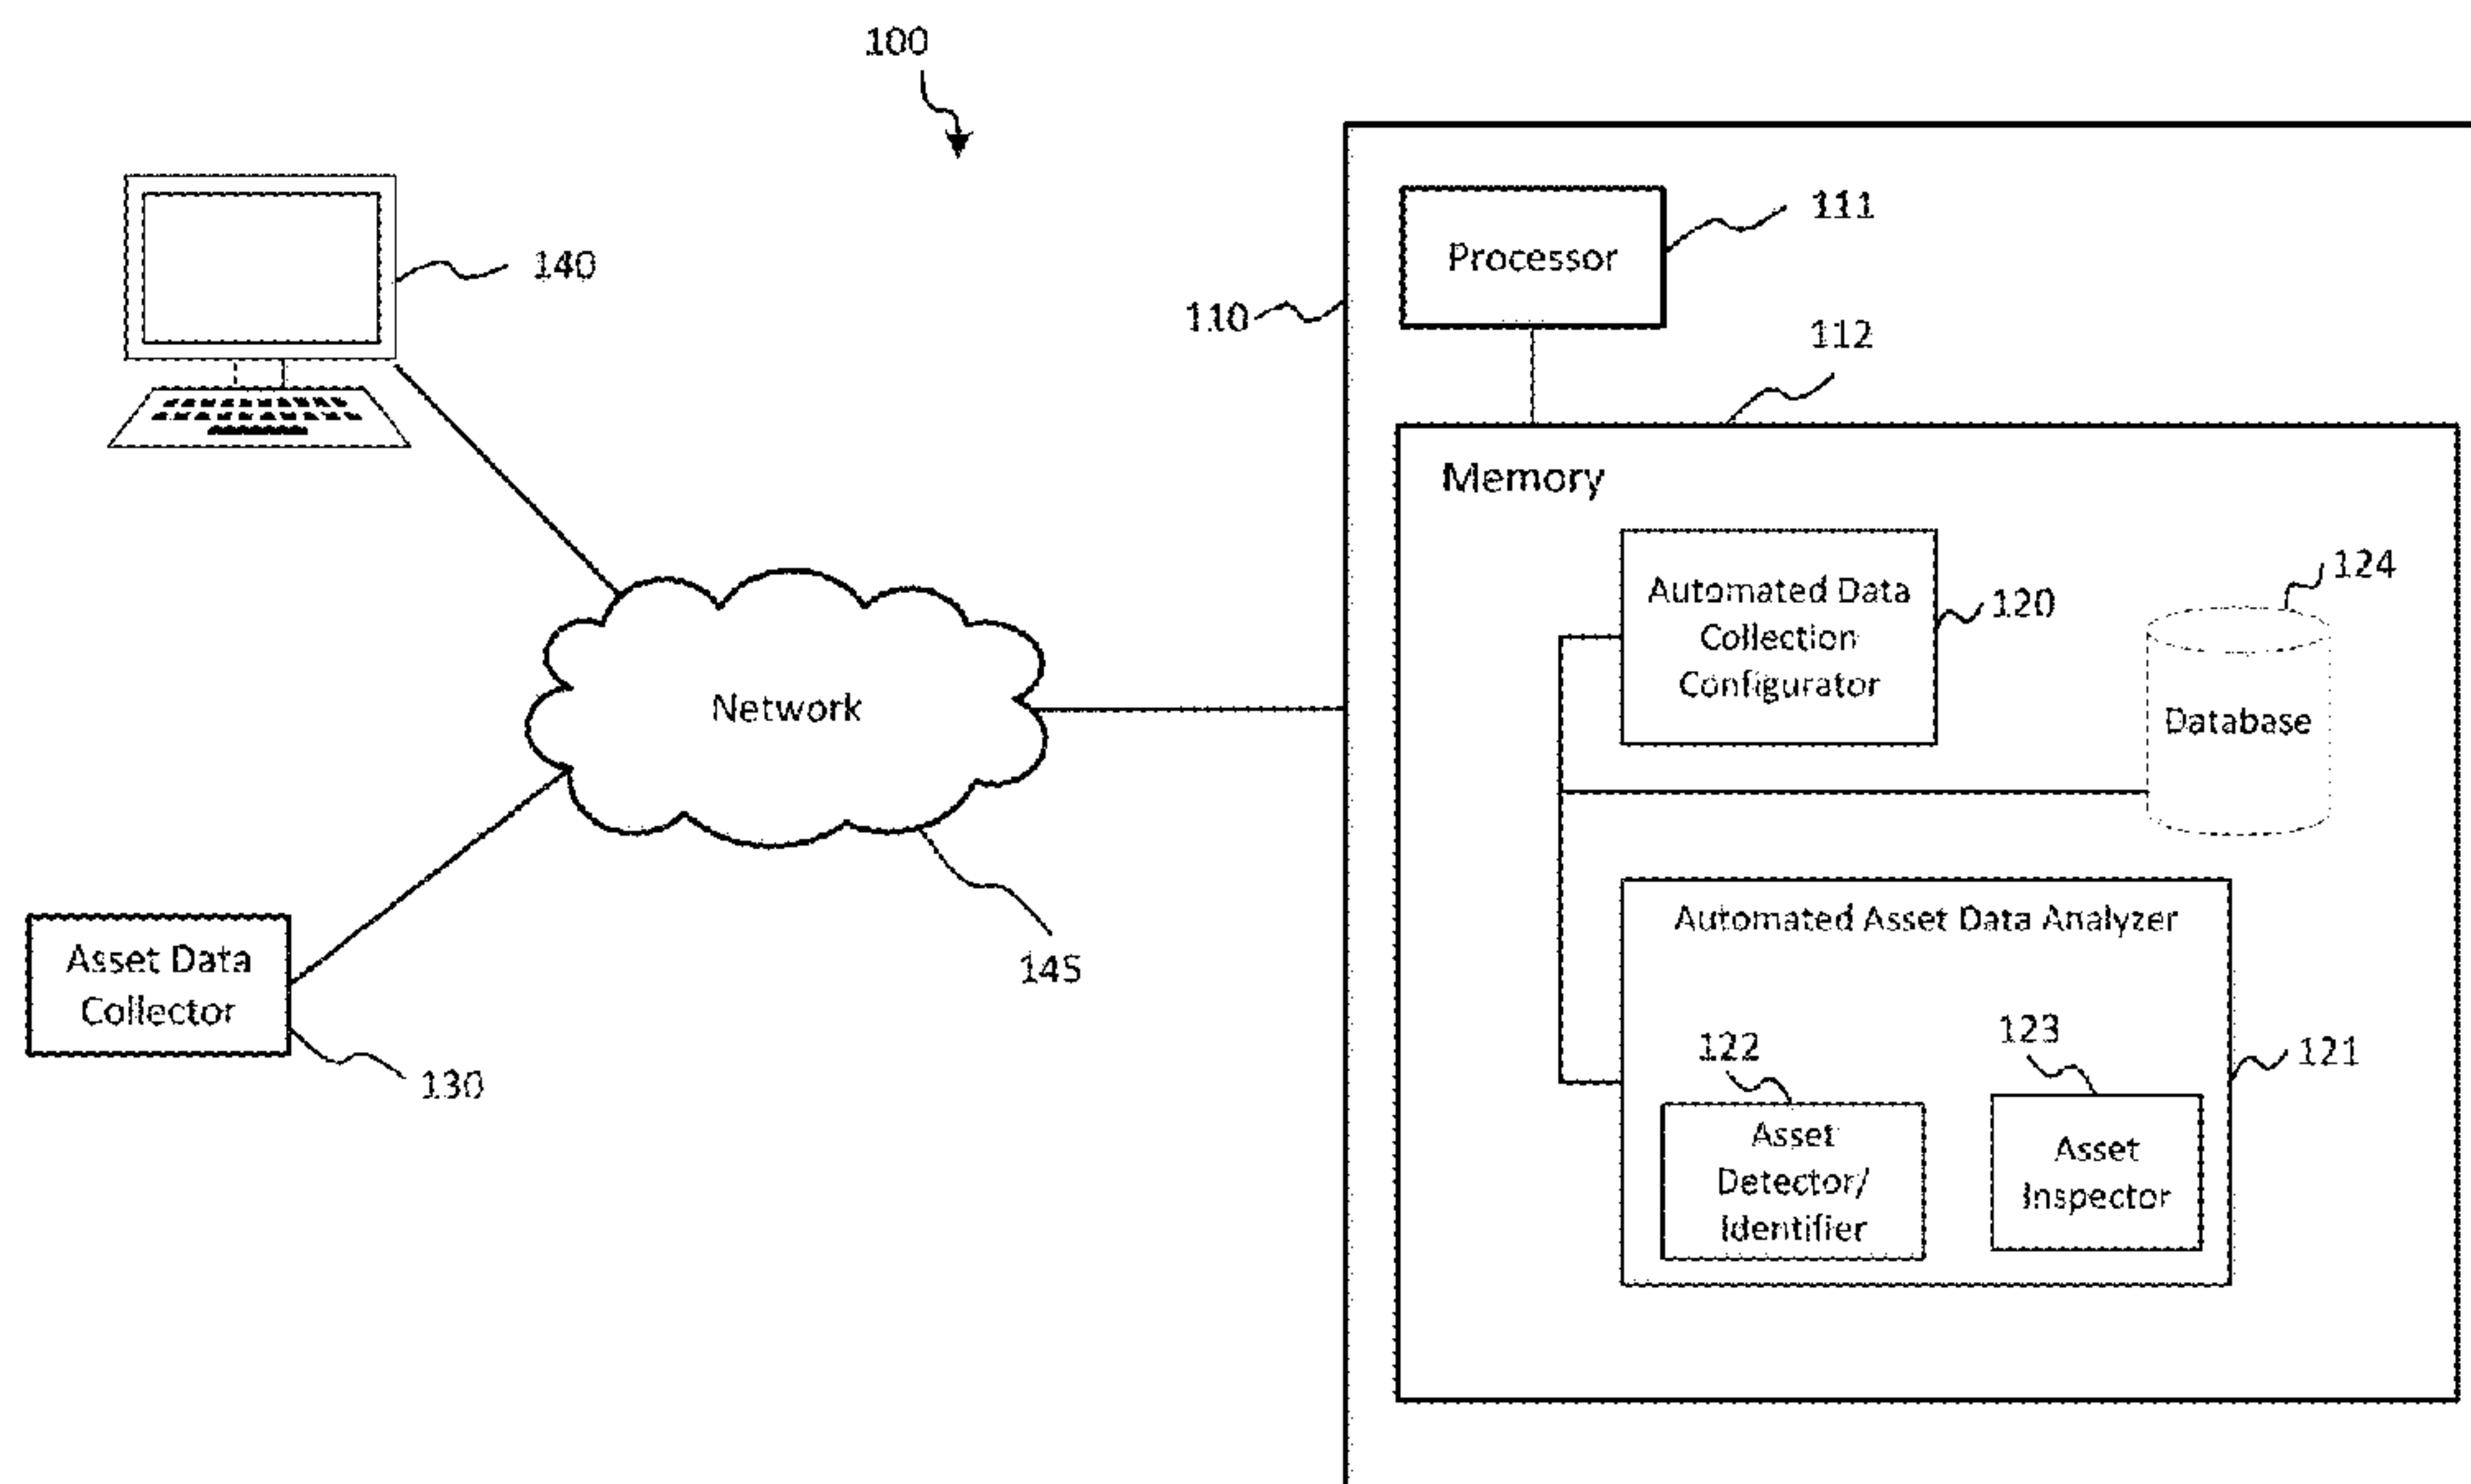 100
111
Processor
140
110
112
Memory
124
Automated Data
Collection
Configurator
120
Network
Database
Automated Asset Data Analyzer
Asset Data
Collector
145
123
122
121
130
Asset
Detector/
Identifier
Asset
Inspector